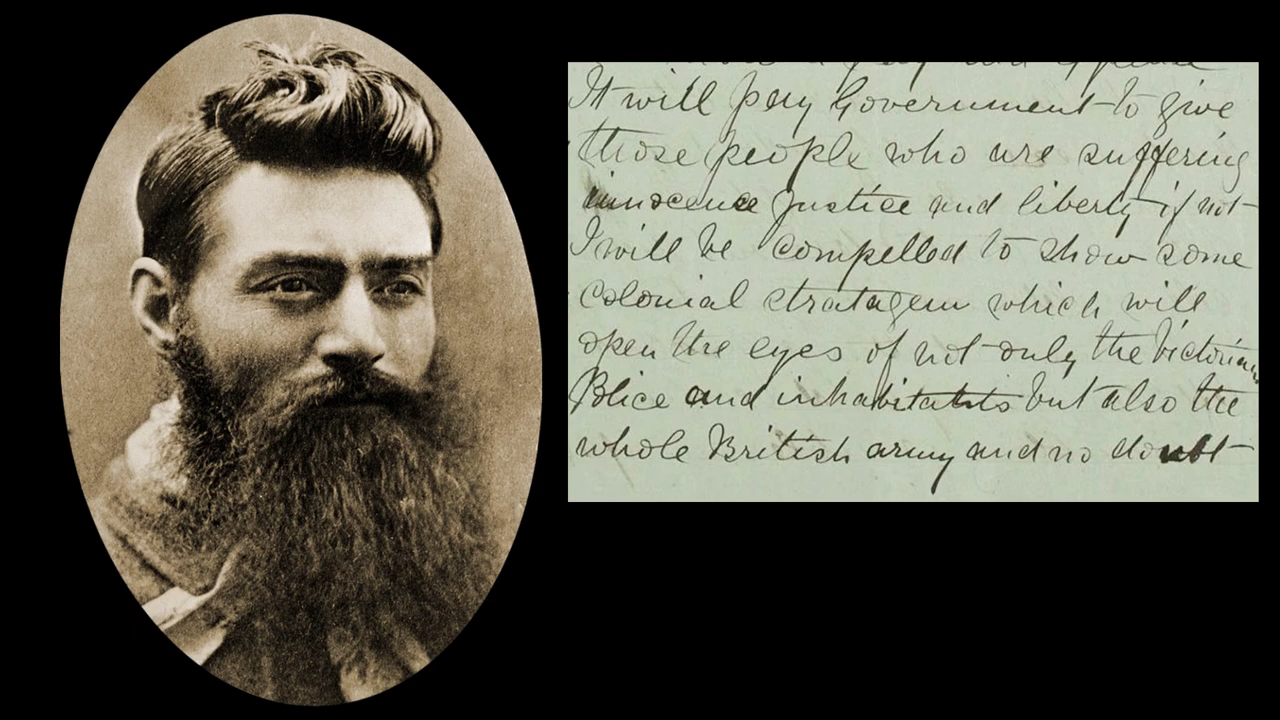 It will pay Government to give
those people who are suffering
innocence justice and liberty if not
I will be compelled to show some
colonial stratagem which will
open the eyes of not only the Victorian
Police and inhabitants but also the
whole British army and no doubt